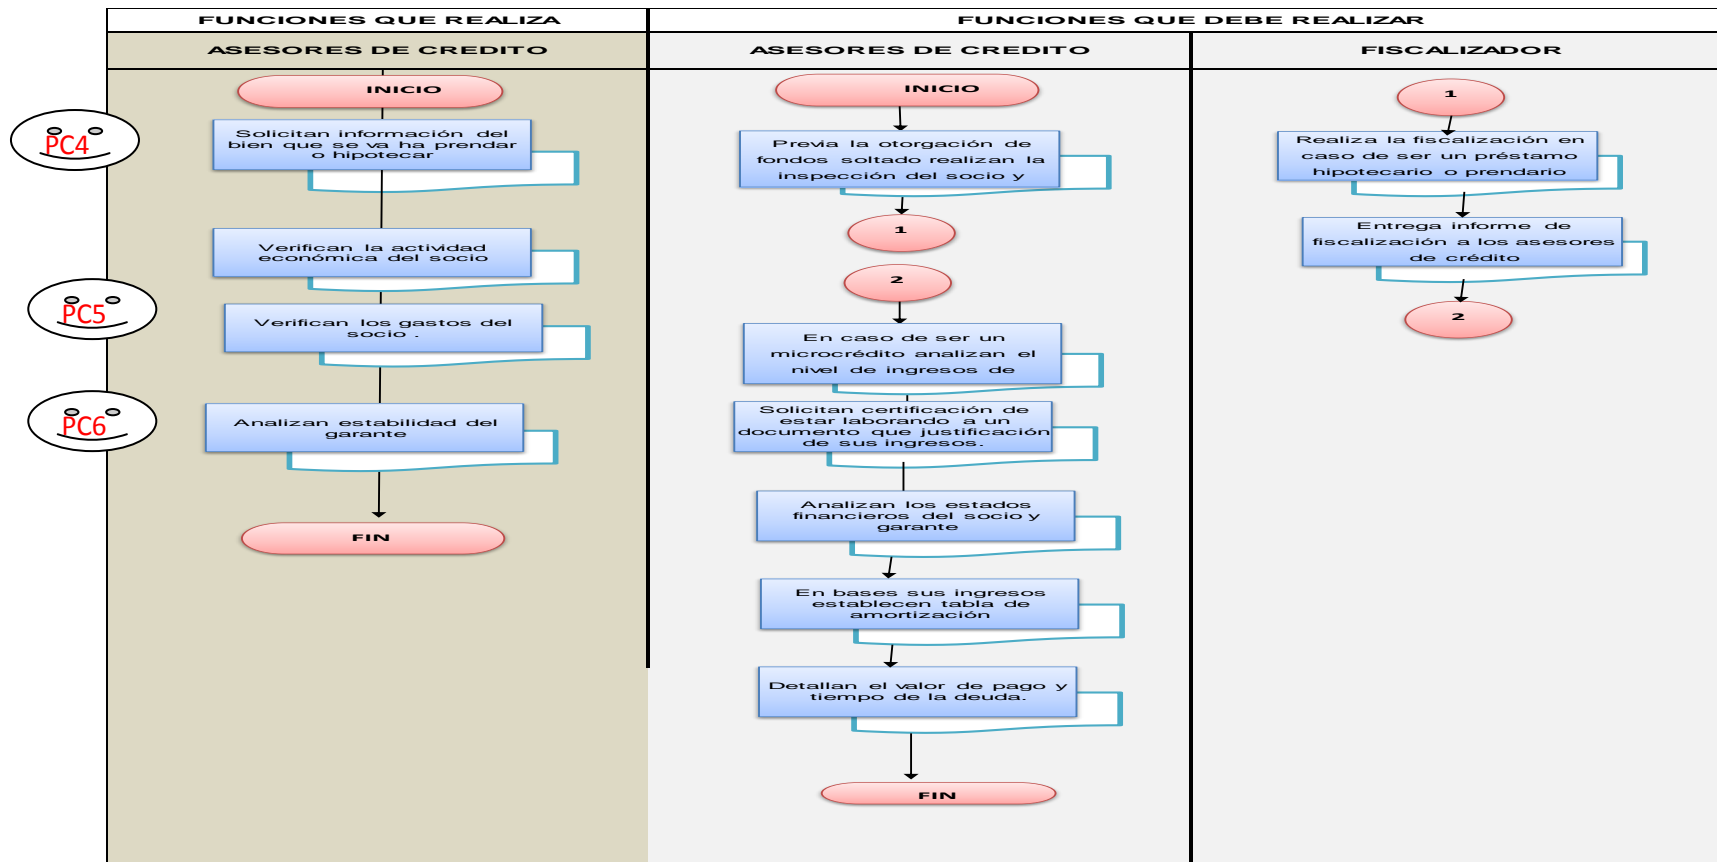 FUNCIONES QUE REALIZA
FUNCIONES QUE DEBE REALIZAR
ASESORES DE CREDITO
ASESORES DE CREDITO
FISCALIZADOR
INICIO
PC4
Solicitan información del
bien que se va ha prendar
o hipotecar
Verifican la actividad
económica del socio
PC5
Verifican los gastos del
socio .
PC6
Analizan estabilidad del
garante
FIN
INICIO
Previa la otorgación de
fondos soltado realizan la
inspección del socio y
1
2
En caso de ser un
microcrédito analizan el
nivel de ingresos de
Solicitan certificación de
estar laborando a un
documento que justificación
de sus ingresos.
Analizan los estados
financieros del socio y
garante
En bases sus ingresos
establecen tabla de
amortización
Detallan el valor de pago y
tiempo de la deuda.
FIN
1
Realiza la fiscalización en
caso de ser un préstamo
hipotecario o prendario
Entrega informe de
fiscalización a los asesores
de crédito
2